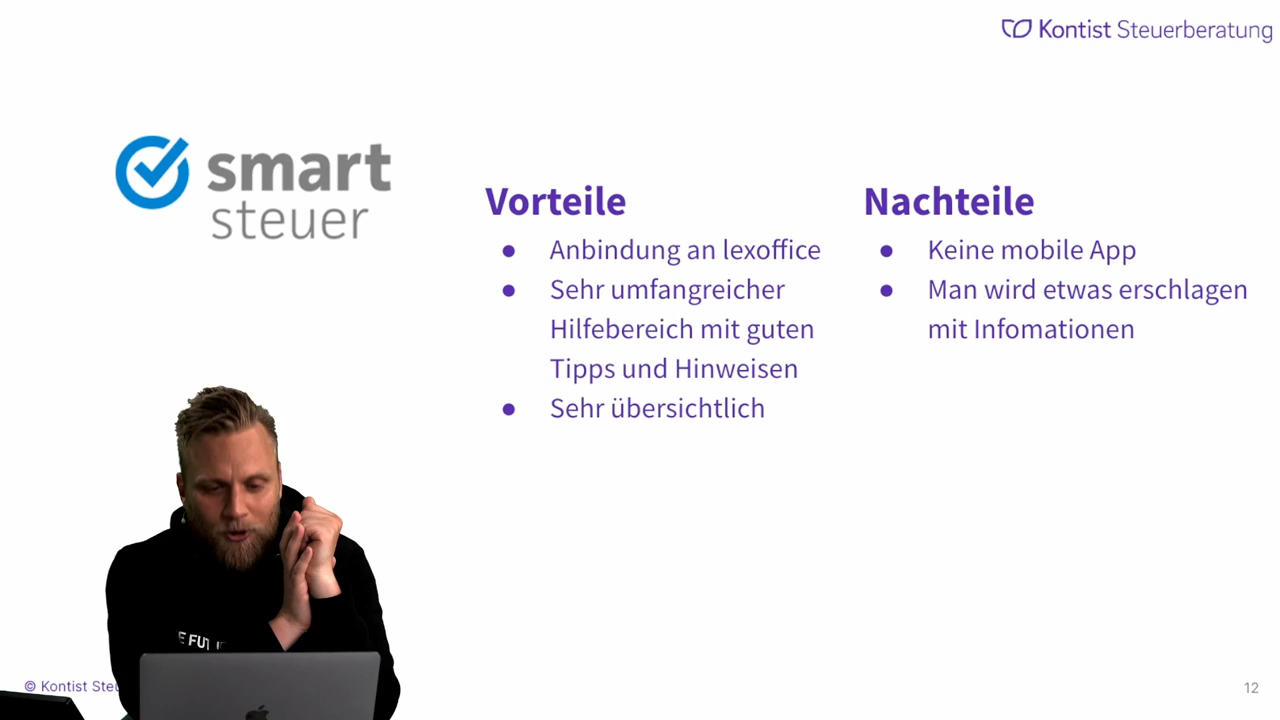 Kontist Steuerberatung
smart
steuer
Vorteile
● Anbindung an lexoffice
● Sehr umfangreicher
Hilfebereich mit guten
Tipps und Hinweisen
● Sehr übersichtlich
Nachteile
● Keine mobile App
● Man wird etwas erschlagen
mit Infomationen
© Kontist
12